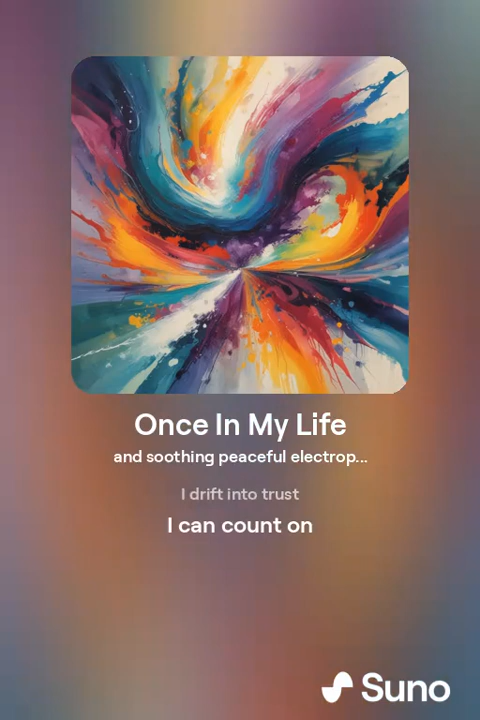 Once In My Life
and soothing peaceful electrop...
I drift into trust
I can count on
Suno